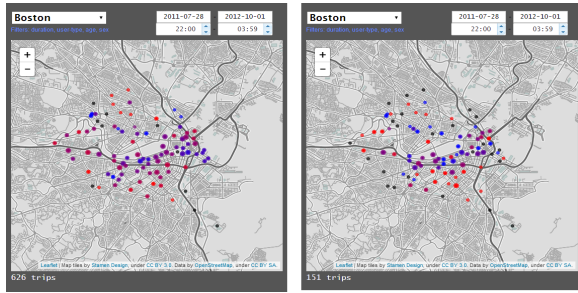 Boston
2011-07-28 - 2012-10-01
Filters: duration, user-type, age, sex
22:00 03:59
+
-
Leaflet | Map tiles by Stamen Design, under CC BY 3.0. Data by OpenStreetMap, under CC BY SA.
626 trips
Boston
2011-07-28 - 2012-10-01
Filters: duration, user-type, age, sex
22:00 03:59
+
-
Leaflet | Map tiles by Stamen Design, under CC BY 3.0. Data by OpenStreetMap, under CC BY SA.
151 trips